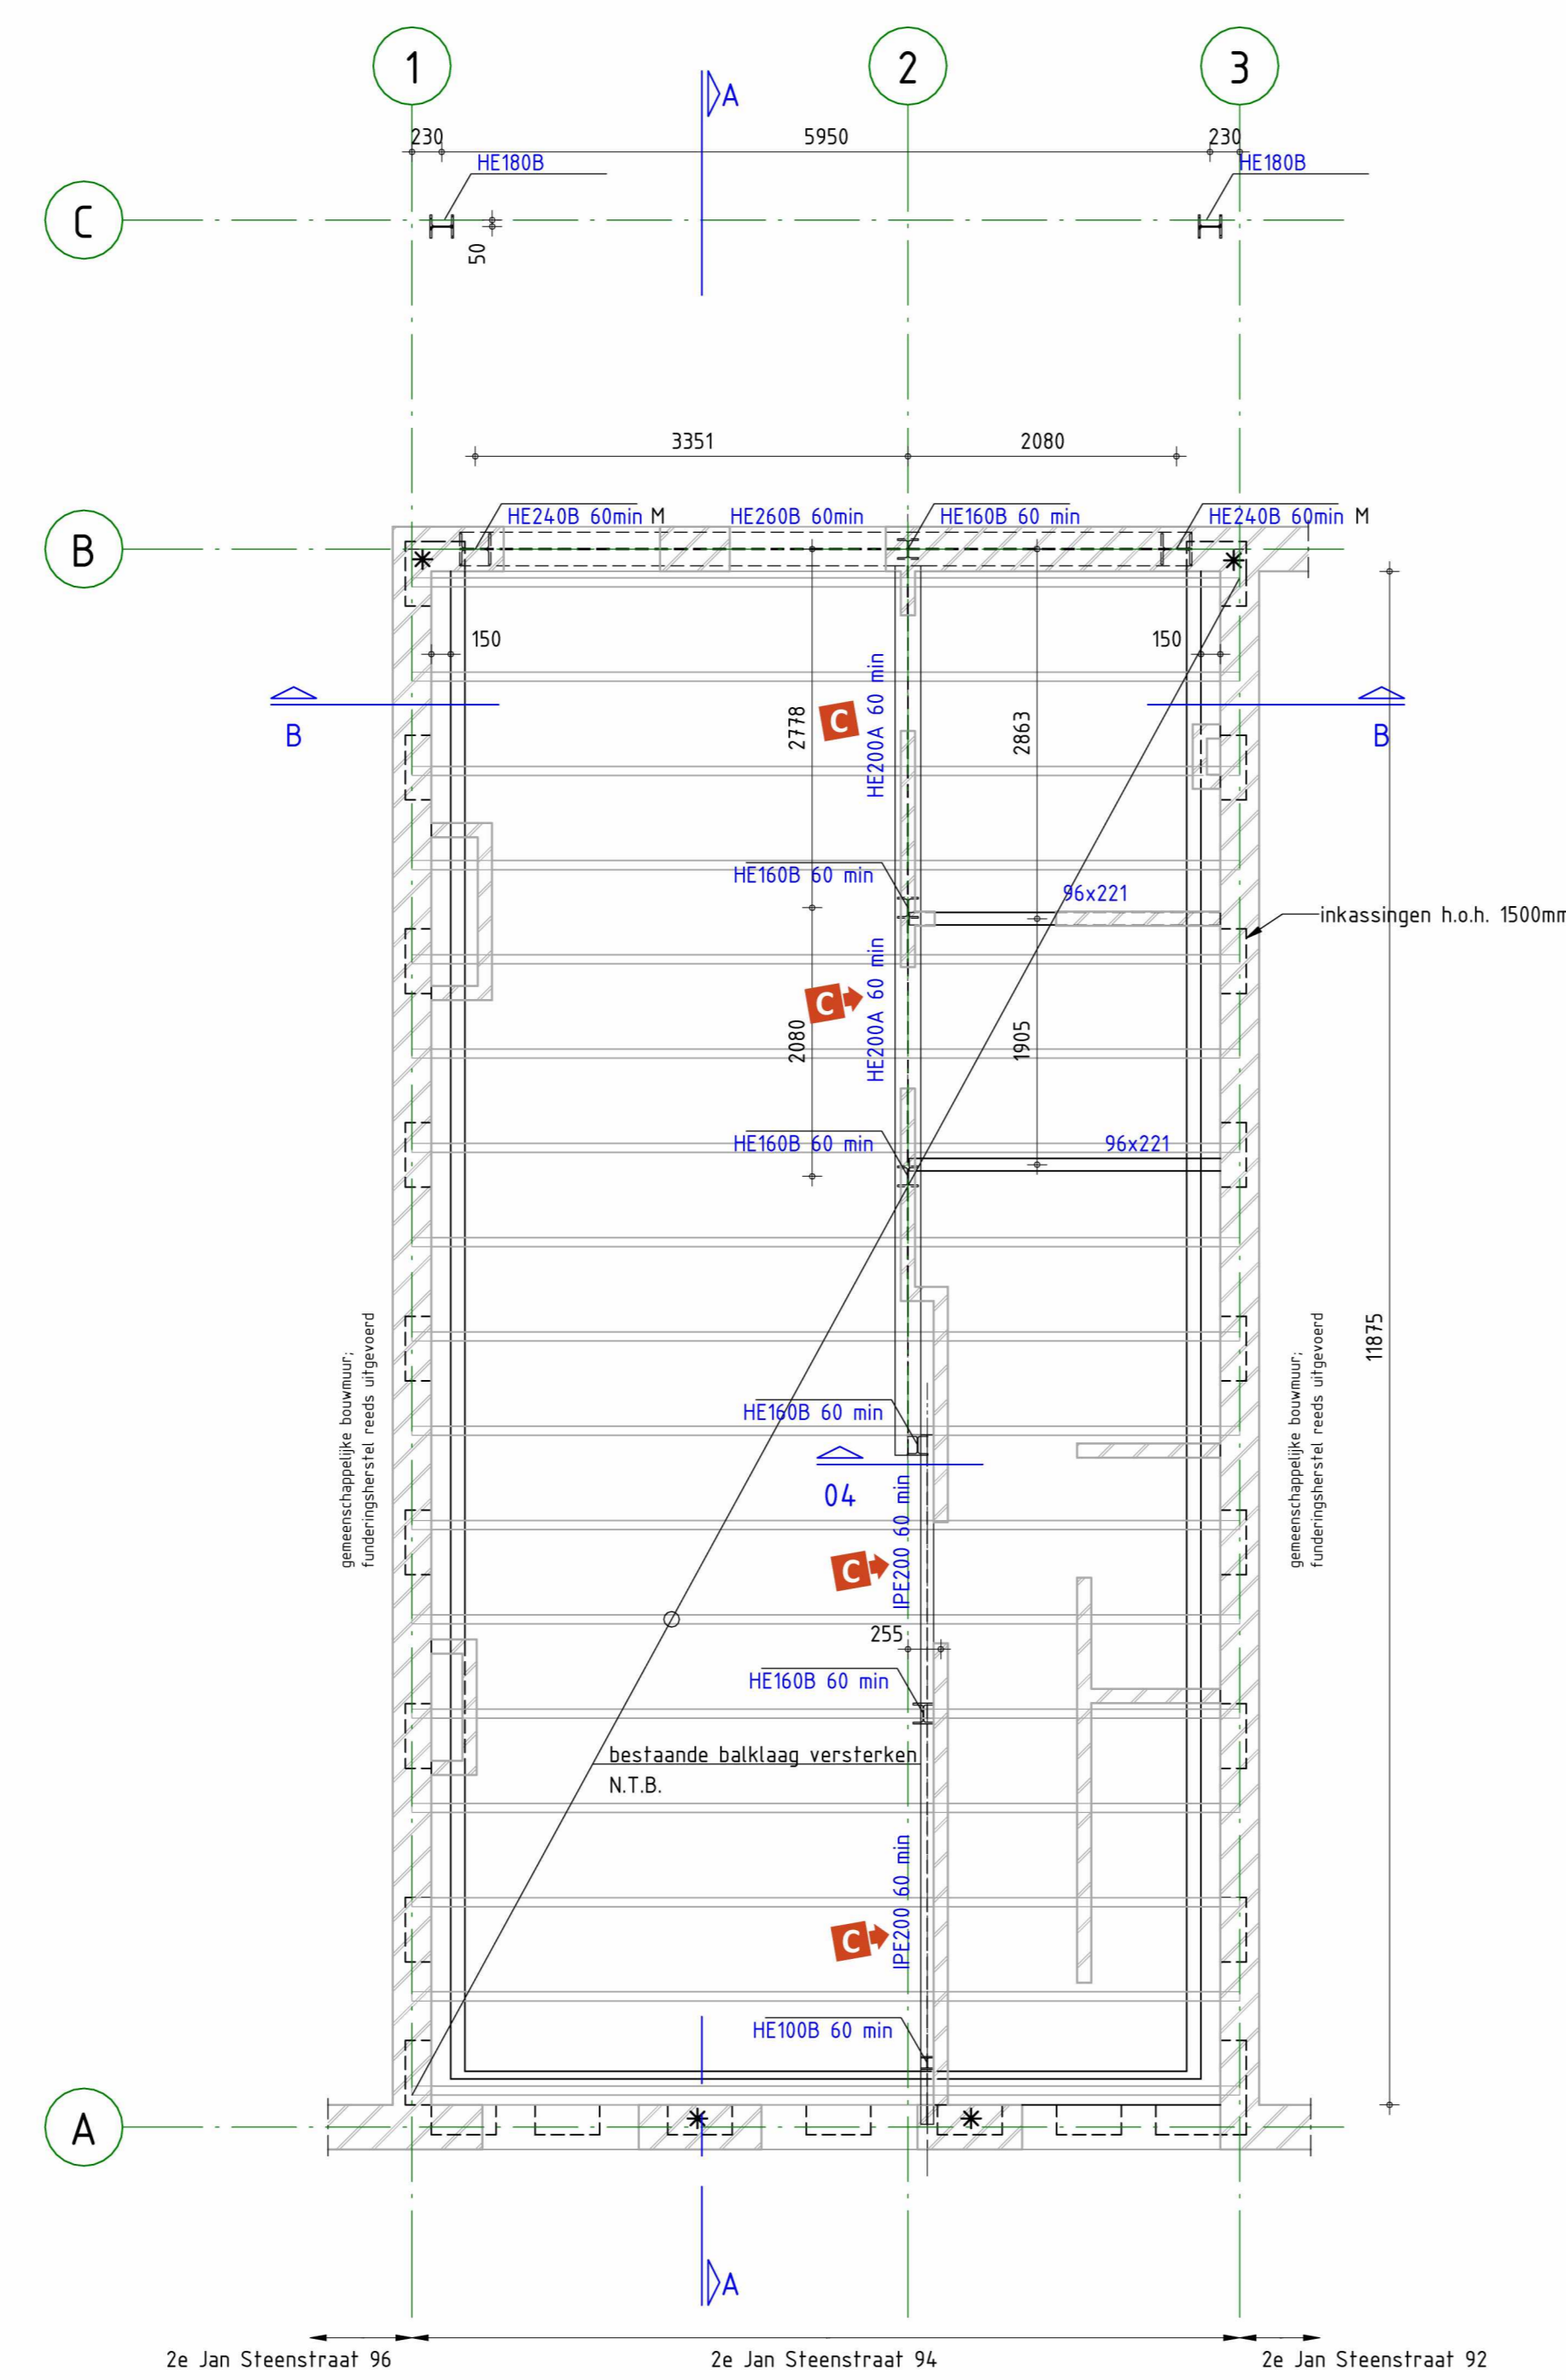 1
2
3
A
230
5950
230
HE180B
HE180B
C
50
3351
2080
HE240B 60min M
HE260B 60min
HE160B 60 min
HE240B 60min M
B
150
150
HE200A 60 min
2778
C
2863
B
B
HE160B 60 min
96x221
inkassingen h.o.h. 1500mm
HE200A 60 min
C
2080
1905
HE160B 60 min
96x221
gemeenschappelijke bouwmuur;
funderingsherstel reeds uitgevoerd
gemeenschappelijke bouwmuur;
funderingsherstel reeds uitgevoerd
11875
HE160B 60 min
04
IPE200 60 min
C
255
HE160B 60 min
bestaande balklaag versterken
N.T.B.
IPE200 60 min
C
HE100B 60 min
A
A
2e Jan Steenstraat 96
2e Jan Steenstraat 94
2e Jan Steenstraat 92